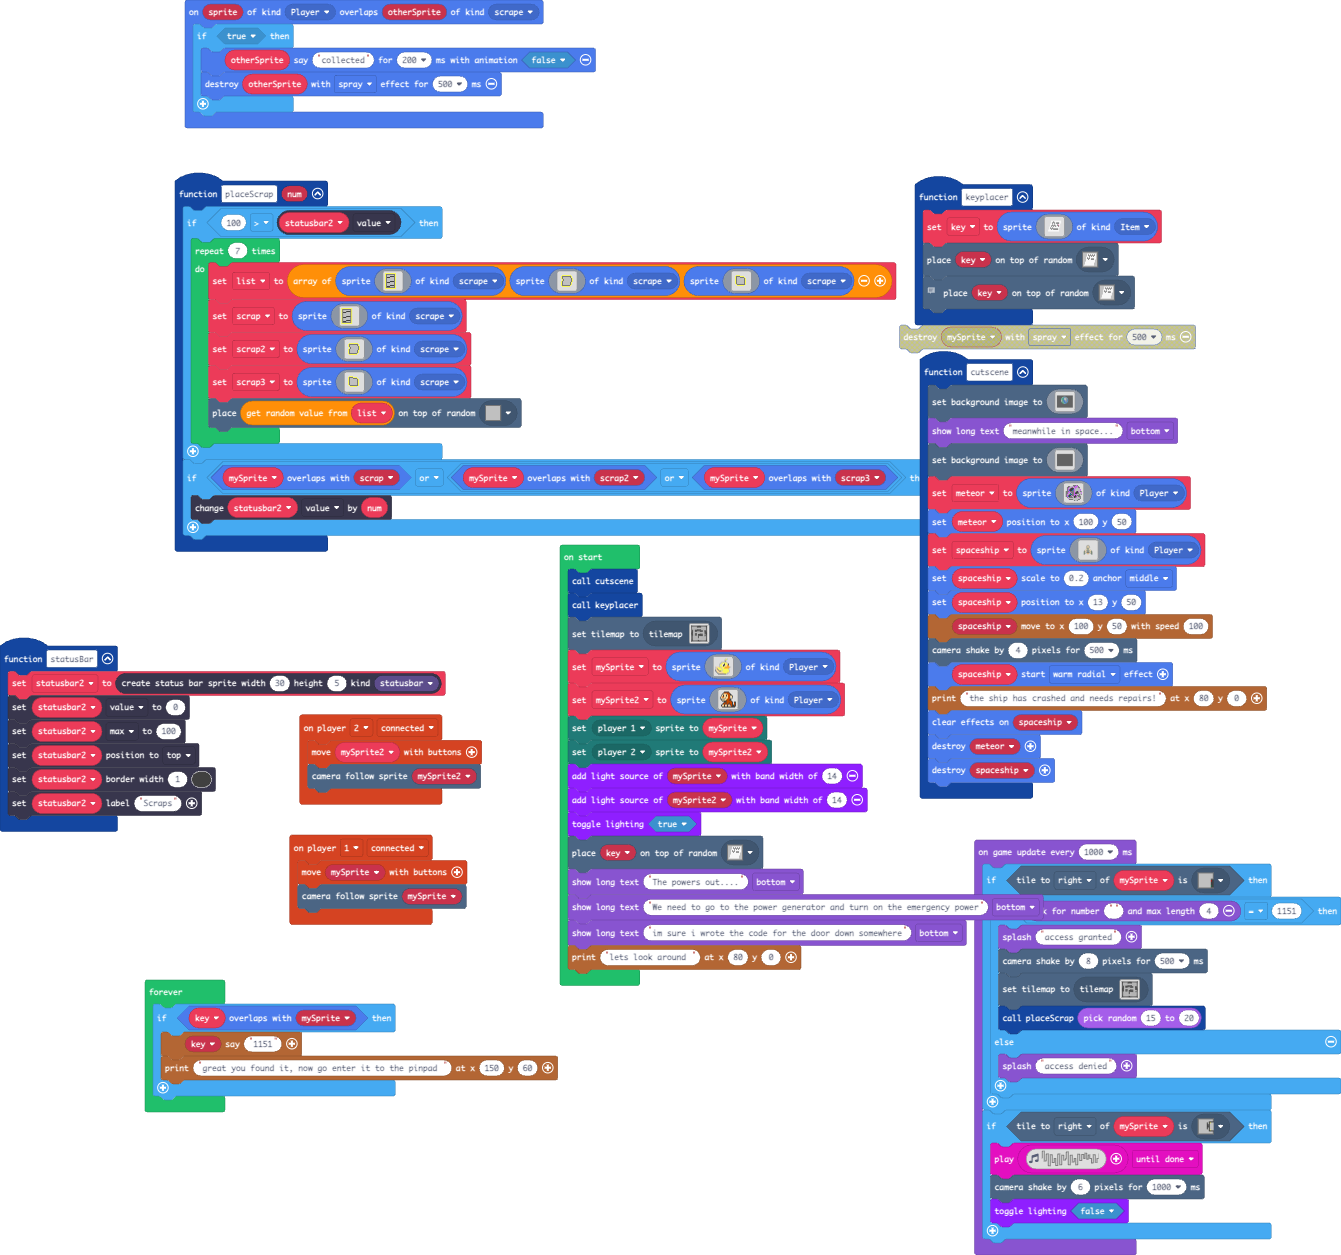 on sprite of kind Player overlaps otherSprite of kind scrape
if true then
otherSprite say "collected" for 200 ms with animation false
destroy otherSprite with spray effect for 500 ms
function placeScrap num
if 100 > statusbar2 value then
repeat 7 times
do
set list to array of sprite of kind scrape sprite of kind scrape sprite of kind scrape
set scrap to sprite of kind scrape
set scrap2 to sprite of kind scrape
set scrap3 to sprite of kind scrape
place get random value from list on top of random
if mySprite overlaps with scrap or mySprite overlaps with scrap2 or mySprite overlaps with scrap3 th
change statusbar2 value by num
function keyplacer
set key to sprite of kind Item
place key on top of random
place key on top of random
destroy mySprite with spray effect for 500 ms
function cutscene
set background image to
show long text "meanwhile in space..." bottom
set background image to
set meteor to sprite of kind Player
set meteor position to x 100 y 50
set spaceship to sprite of kind Player
set spaceship scale to 0.2 anchor middle
set spaceship position to x 13 y 50
spaceship move to x 100 y 50 with speed 100
camera shake by 4 pixels for 500 ms
spaceship start warm radial effect
print "the ship has crashed and needs repairs!" at x 80 y 0
clear effects on spaceship
destroy meteor
destroy spaceship
on start
call cutscene
call keyplacer
set tilemap to tilemap
set mySprite to sprite of kind Player
set mySprite2 to sprite of kind Player
set player 1 sprite to mySprite
set player 2 sprite to mySprite2
add light source of mySprite with band width of 14
add light source of mySprite2 with band width of 14
toggle lighting true
place key on top of random
show long text "The powers out...." bottom
show long text "We need to go to the power generator and turn on the emergency power" bottom
show long text "im sure i wrote the code for the door down somewhere" bottom
print "lets look around " at x 80 y 0
function statusBar
set statusbar2 to create status bar sprite width 30 height 5 kind statusbar
set statusbar2 value to 0
set statusbar2 max to 100
set statusbar2 position to top
set statusbar2 border width 1
set statusbar2 label "Scraps"
on player 2 connected
move mySprite2 with buttons
camera follow sprite mySprite2
on player 1 connected
move mySprite with buttons
camera follow sprite mySprite
forever
if key overlaps with mySprite then
key say "1151"
print "great you found it, now go enter it to the pinpad " at x 150 y 60
on game update every 1000 ms
if tile to right of mySprite is then
k for number "" and max length 4 = 1151 then
splash "access granted"
camera shake by 8 pixels for 500 ms
set tilemap to tilemap
call placeScrap pick random 15 to 20
else
splash "access denied"
if tile to right of mySprite is then
play until done
camera shake by 6 pixels for 1000 ms
toggle lighting false